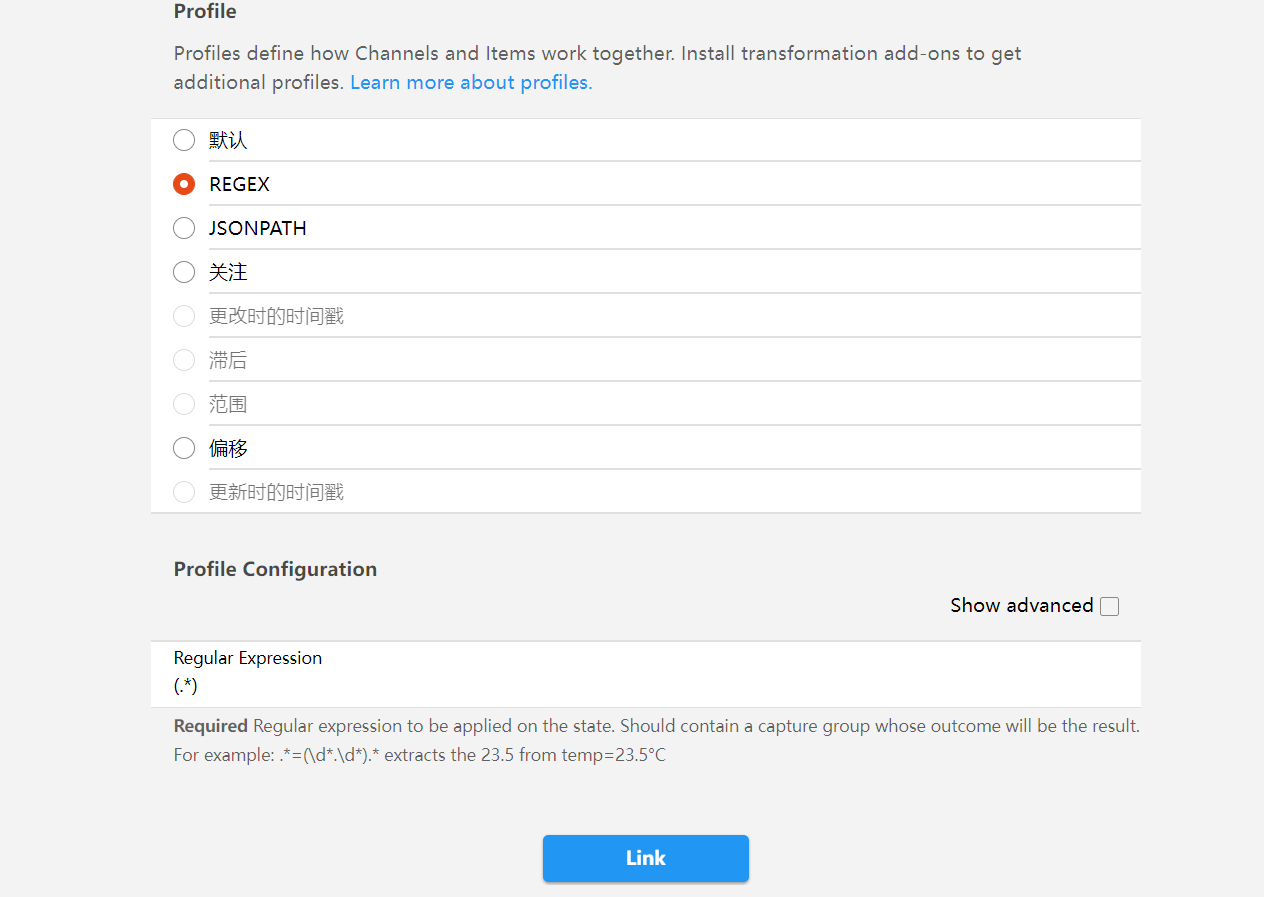 Profile
Profiles define how Channels and Items work together. Install transformation add-ons to get
additional profiles. Learn more about profiles.
默认
REGEX
JSONPATH
关注
更改时的时间戳
滞后
范围
偏移
更新时的时间戳
Profile Configuration
Show advanced
Regular Expression
(.*)
Required Regular expression to be applied on the state. Should contain a capture group whose outcome will be the result.
For example: .*=(\d*.\d*).* extracts the 23.5 from temp=23.5°C
Link